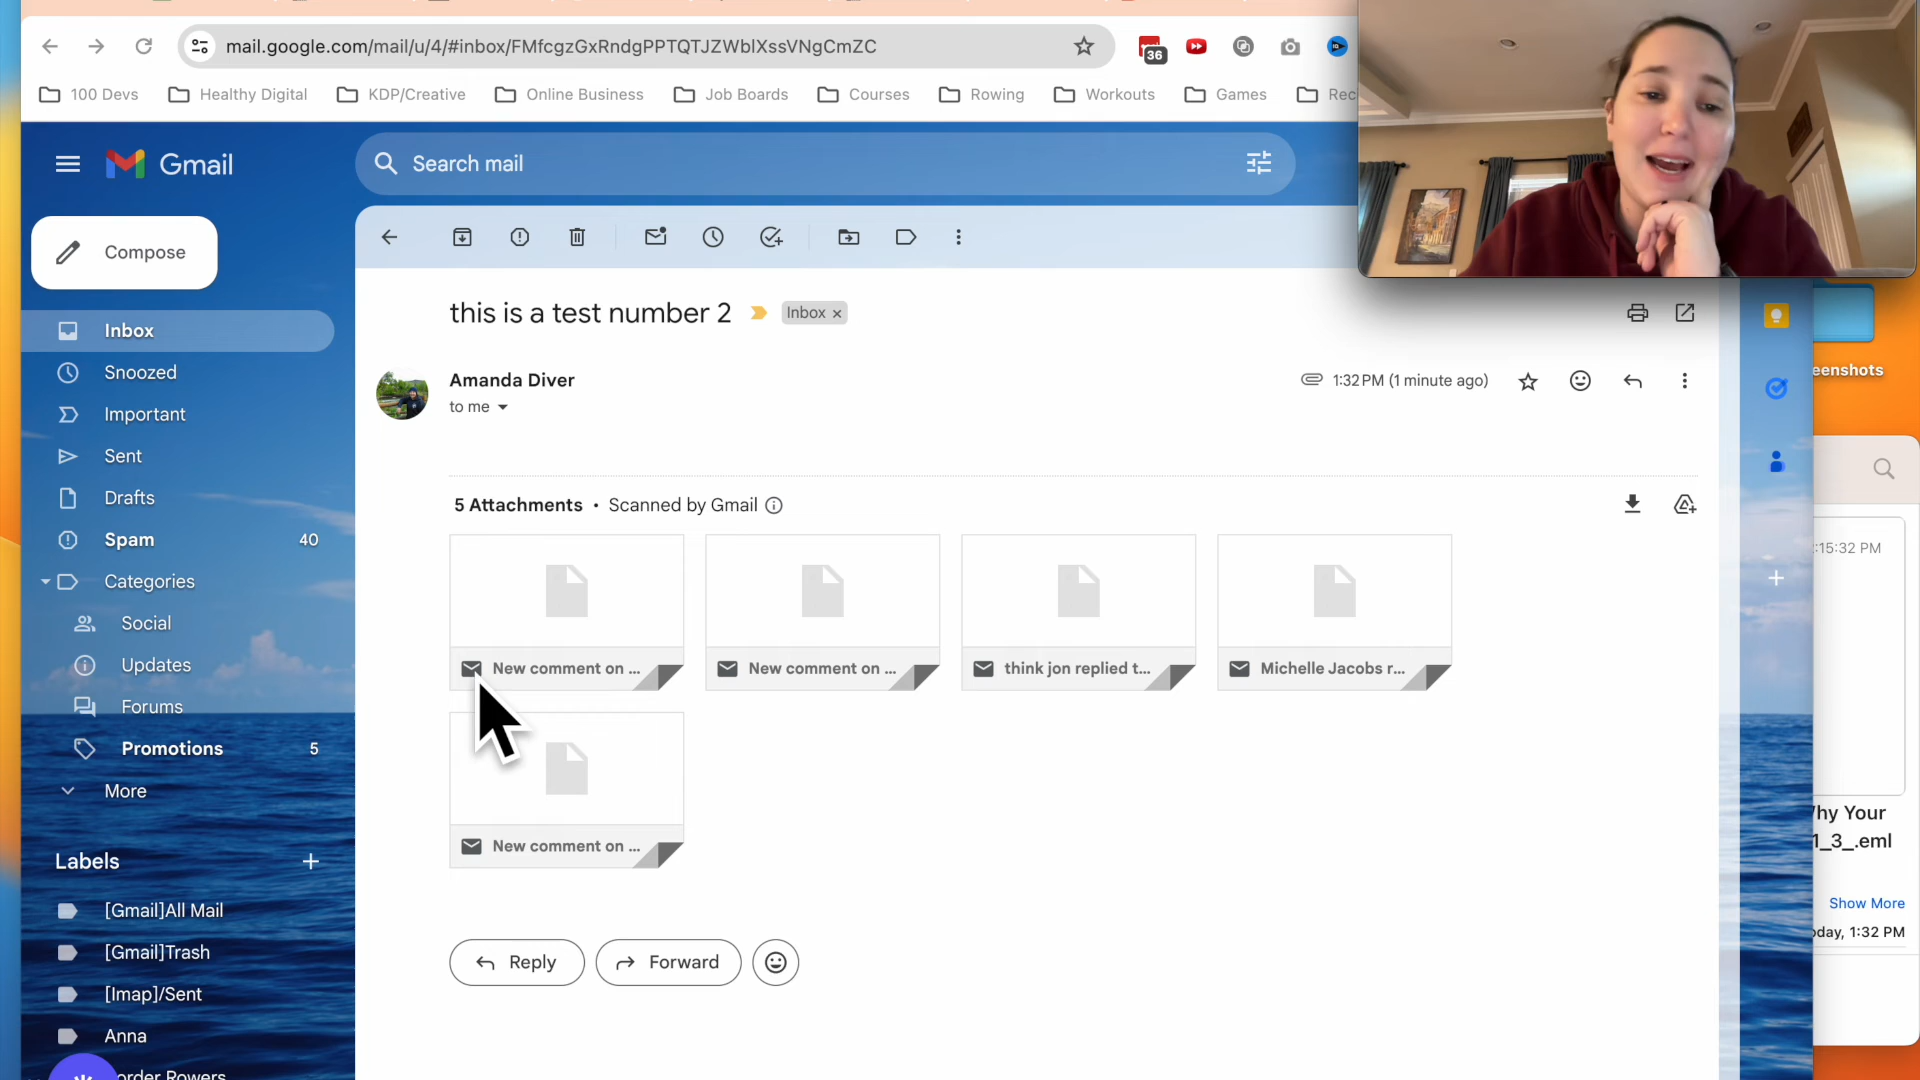 mail.google.com/mail/u/4/#inbox/FMfcgzGxRndgPPTQTJZWblXssVNgCmZC
36
100 Devs
Healthy Digital
KDP/Creative
Online Business
Job Boards
Courses
Rowing
Workouts
Games
Rec
Gmail
Search mail
Compose
Inbox
Snoozed
Important
Sent
Drafts
Spam 40
Categories
Social
Updates
Forums
Promotions 5
More
Labels
[Gmail]All Mail
[Gmail]Trash
[Imap]/Sent
Anna
order Rowers
this is a test number 2
Inbox ×
Amanda Diver
to me
1:32 PM (1 minute ago)
5 Attachments • Scanned by Gmail
New comment on ...
New comment on ...
think jon replied t...
Michelle Jacobs r...
New comment on ...
Reply
Forward
eenshots
:15:32 PM
hy Your
1_3_.eml
Show More
day, 1:32 PM